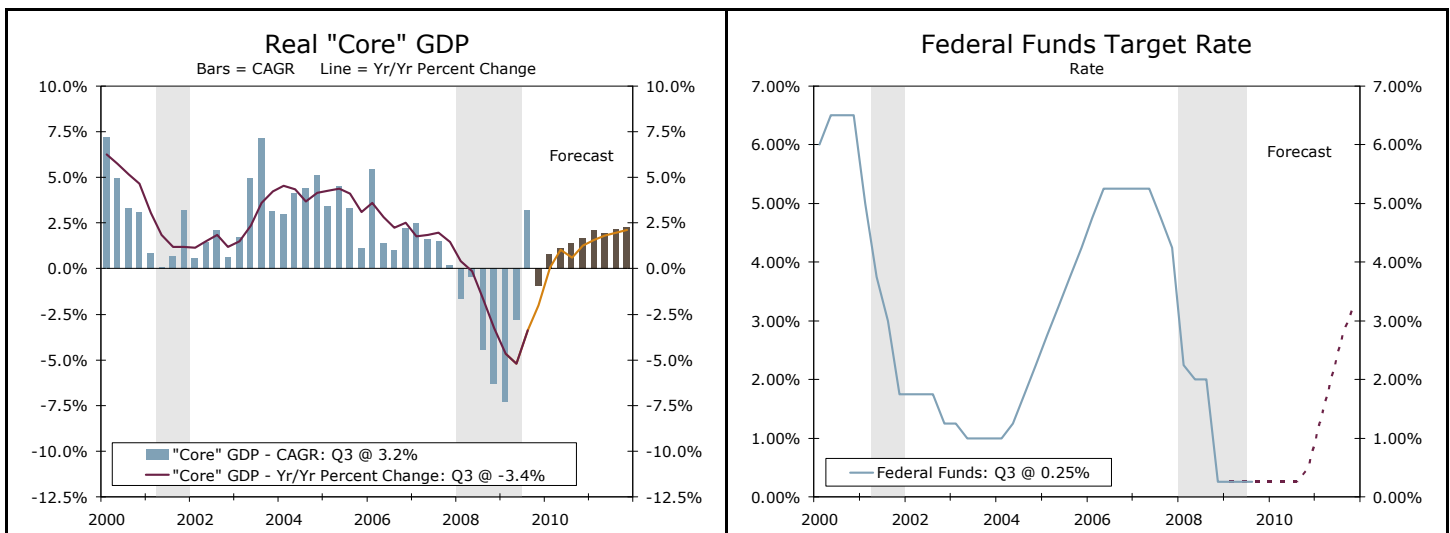 Real "Core" GDP
Bars = CAGR Line = Yr/Yr Percent Change
10.0% 10.0%
7.5% 7.5%
Forecast
5.0% 5.0%
2.5% 2.5%
0.0% 0.0%
-2.5% -2.5%
-5.0% -5.0%
-7.5% -7.5%
-10.0% -10.0%
"Core" GDP - CAGR: Q3 @ 3.2%
"Core" GDP - Yr/Yr Percent Change: Q3 @ -3.4%
-12.5% -12.5%
2000 2002 2004 2006 2008 2010
Federal Funds Target Rate
Rate
7.00% 7.00%
6.00% 6.00%
Forecast
5.00% 5.00%
4.00% 4.00%
3.00% 3.00%
2.00% 2.00%
1.00% 1.00%
Federal Funds: Q3 @ 0.25%
0.00% 0.00%
2000 2002 2004 2006 2008 2010